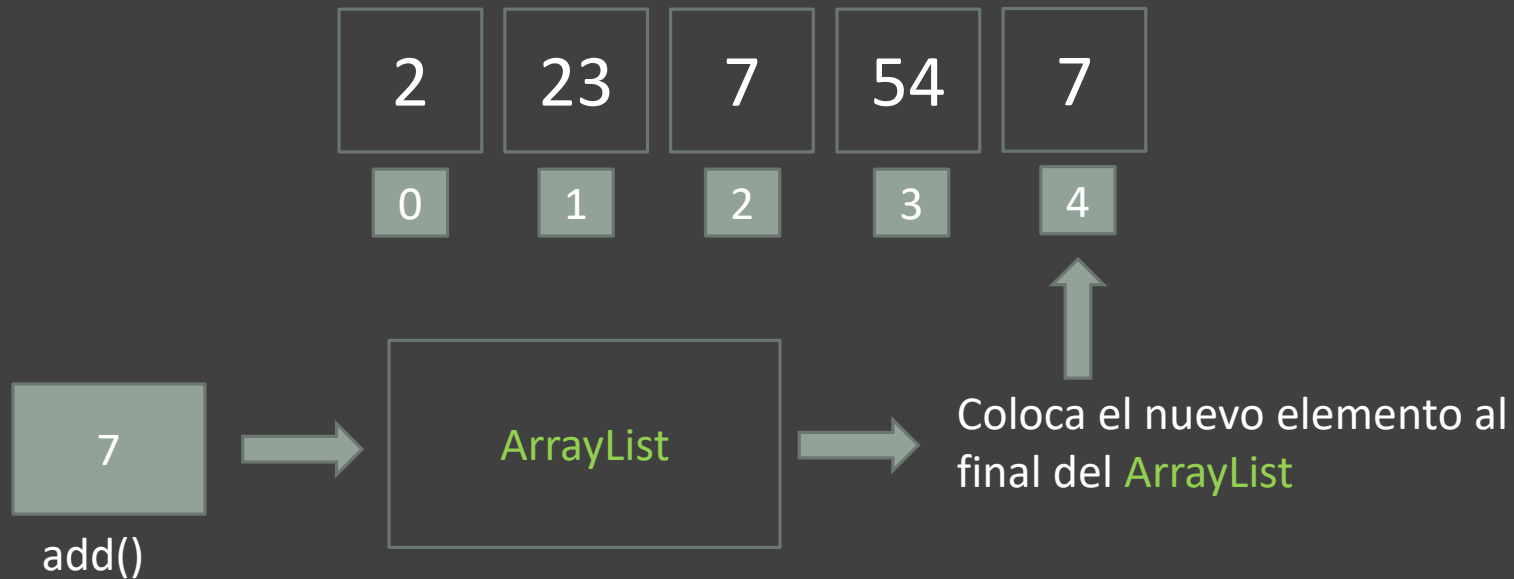 2 23 7 54 7
0 1 2 3 4
7
add()
ArrayList
Coloca el nuevo elemento al
final del ArrayList